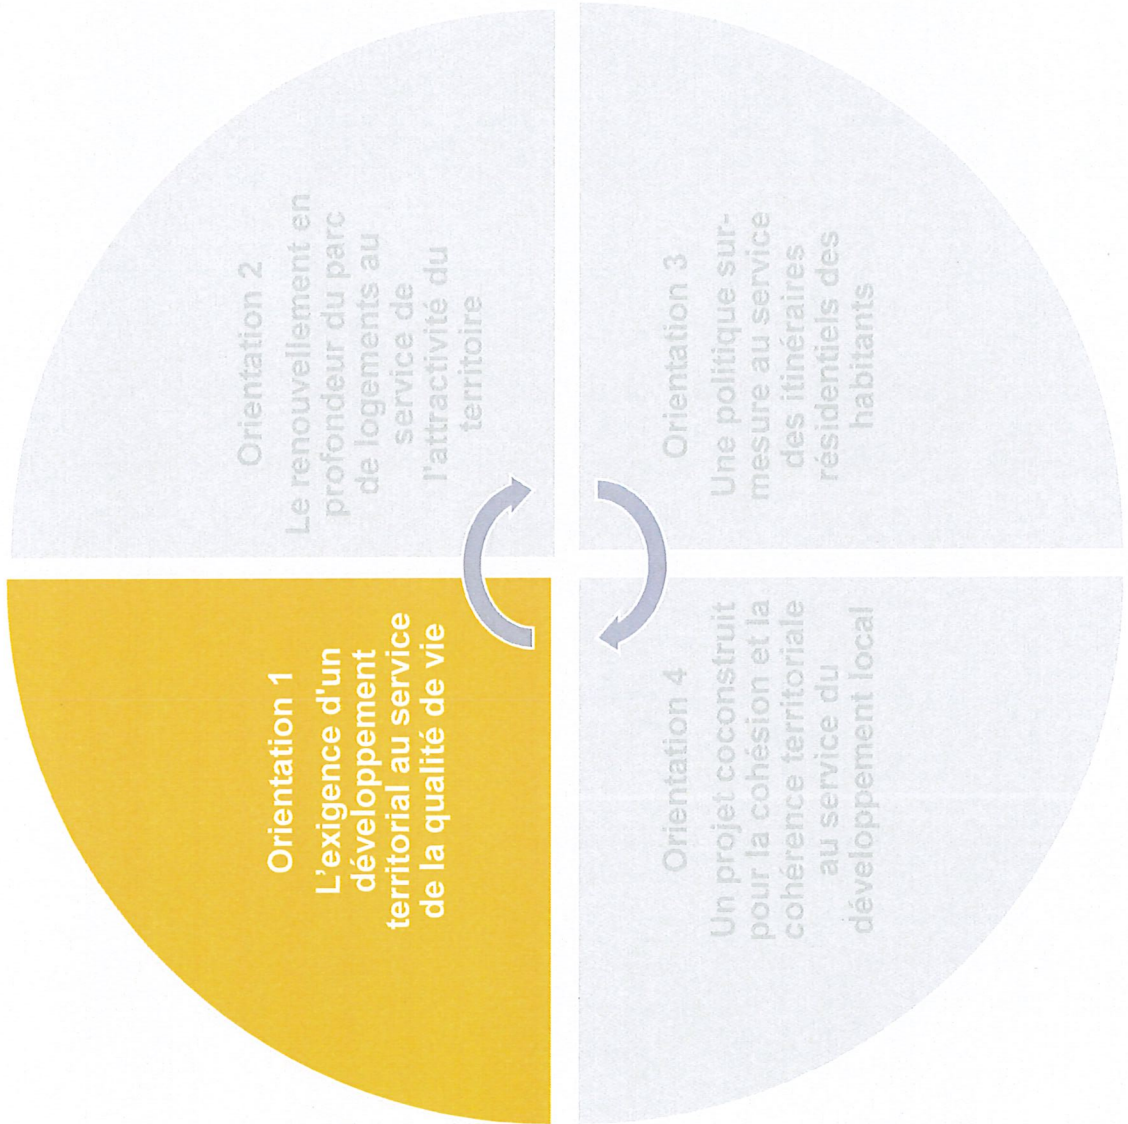 Orientation 1
L'exigence d'un
développement
territorial au service
de la qualité de vie
Orientation 2
Le renouvellement en
profondeur du parc
de logements au
service de
l'attractivité du
territoire
Orientation 3
Une politique sur-
mesure au service
des itinéraires
résidentiels des
habitants
Orientation 4
Un projet coconstruit
pour la cohésion et la
cohérence territoriale
au service du
développement local